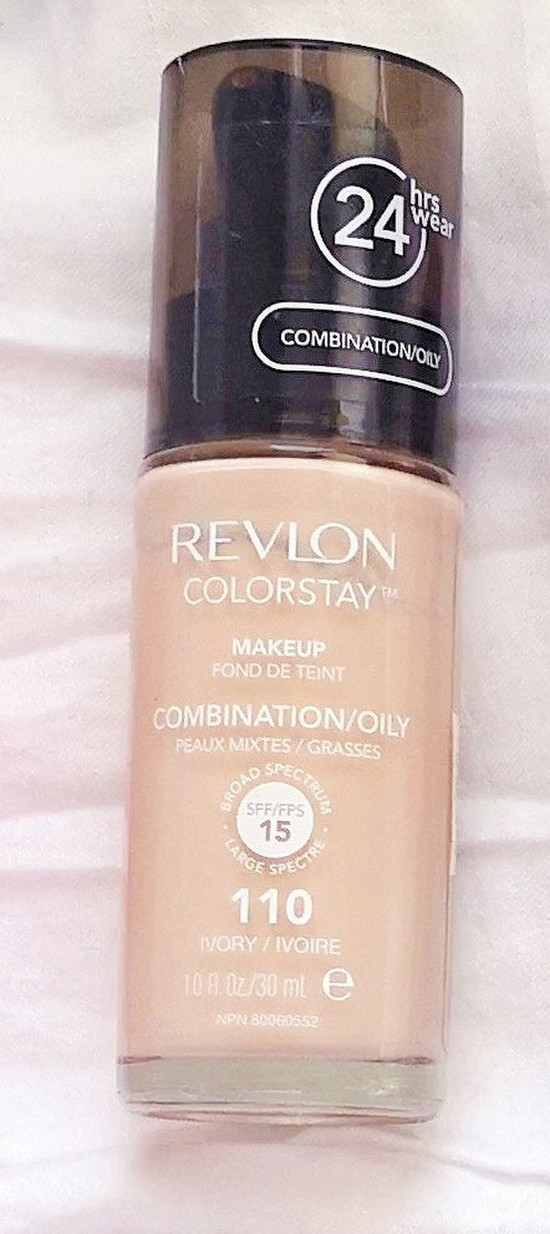 24 hrs
wear
COMBINATION/OILY
REVLON
COLORSTAY™
MAKEUP
FOND DE TEINT
COMBINATION/OILY
PEAUX MIXTES / GRASSES
BROAD SPECTRUM
SPF/FPS
15
LARGE SPECTRE
110
IVORY / IVOIRE
1.0 fl. Oz/30 mL e
NPN 80060552